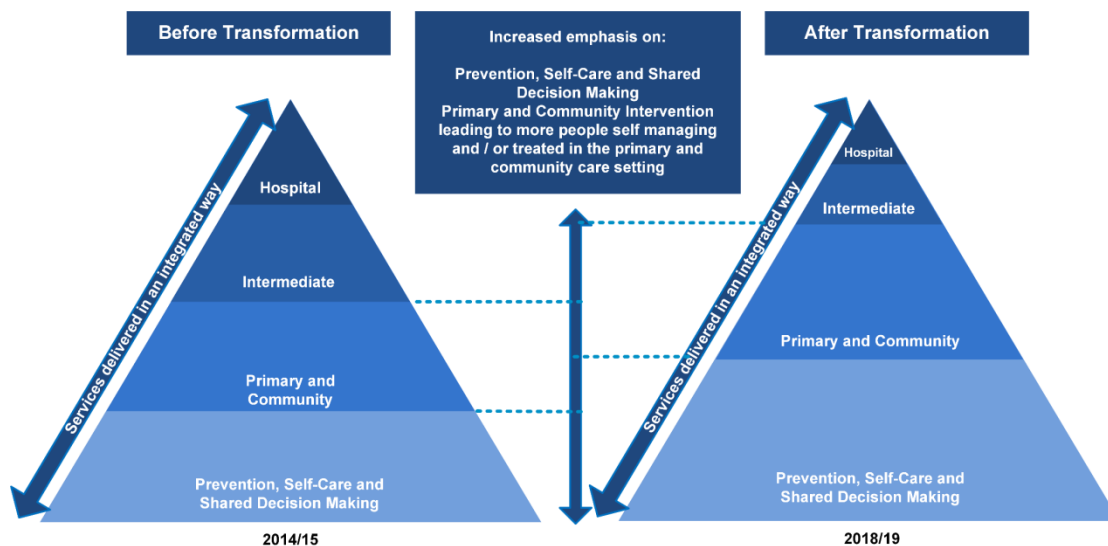 Before Transformation
Increased emphasis on:
Prevention, Self-Care and Shared
Decision Making
Primary and Community Intervention
leading to more people self managing
and / or treated in the primary and
community care setting
After Transformation
Services delivered in an integrated way
Hospital
Intermediate
Primary and
Community
Prevention, Self-Care and
Shared Decision Making
2014/15
Services delivered in an integrated way
Hospital
Intermediate
Primary and Community
Prevention, Self-Care and
Shared Decision Making
2018/19